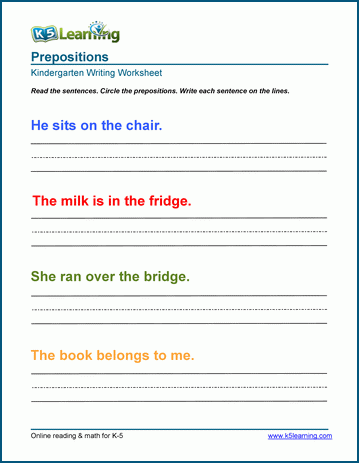 K5 Learning
Prepositions
Kindergarten Writing Worksheet
Read the sentences. Circle the prepositions. Write each sentence on the lines.
He sits on the chair.
The milk is in the fridge.
She ran over the bridge.
The book belongs to me.
Online reading & math for K-5
www.k5learning.com